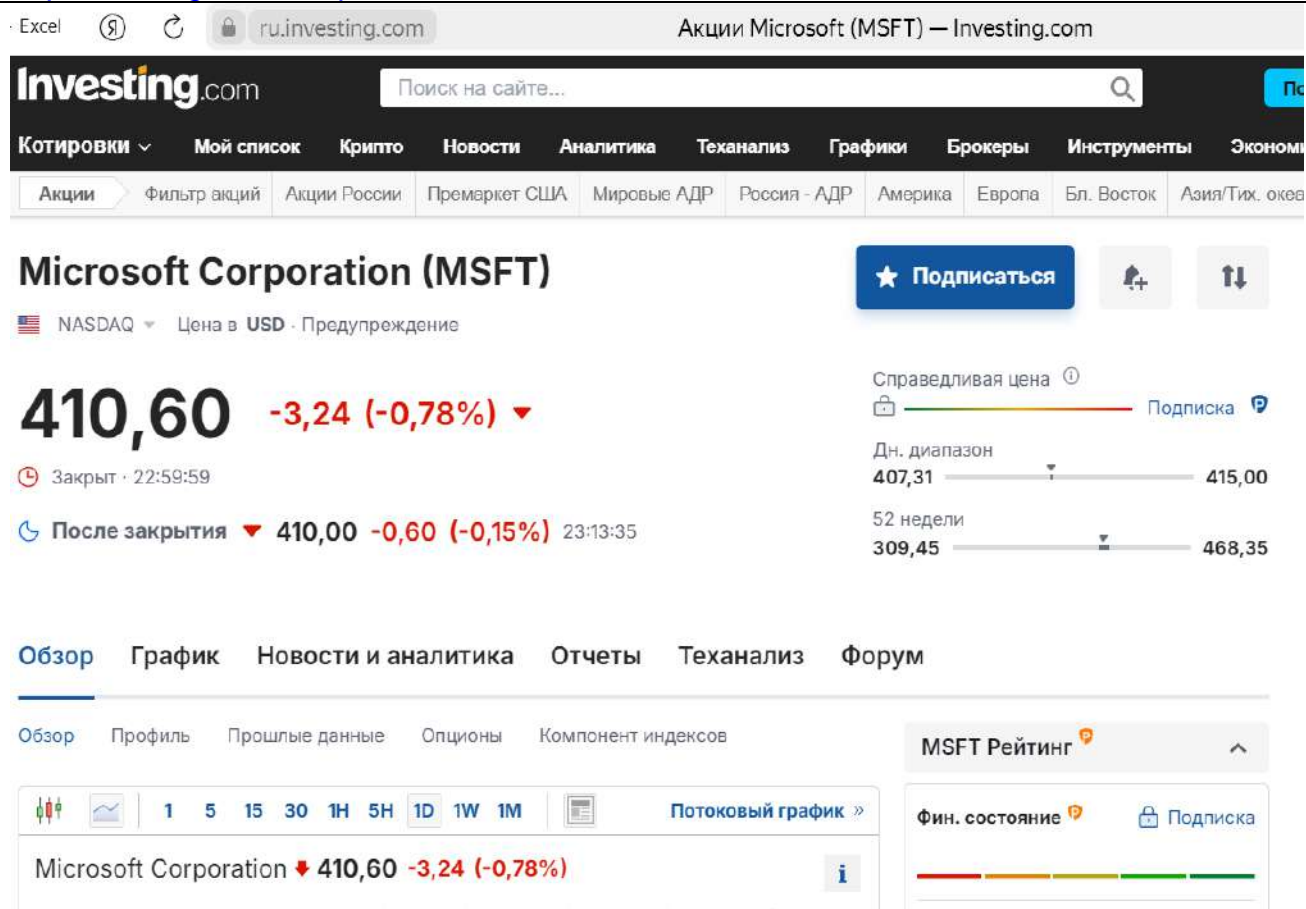 · Excel Я ru.investing.com Акции Microsoft (MSFT) — Investing.com
Investing.com Поиск на сайте...
Котировки Мой список Крипто Новости Аналитика Теханализ Графики Брокеры Инструменты
Акции Фильтр акций Акции России Премаркет США Мировые АДР Россия - АДР Америка Европа Бл. Восток Азия/Тих.
Microsoft Corporation (MSFT) Подписаться
NASDAQ Цена в USD · Предупреждение
Справедливая цена
410,60 -3,24 (-0,78%) Подписка
Дн. диапазон
Закрыт · 22:59:59 407,31 415,00
52 недели
После закрытия 410,00 -0,60 (-0,15%) 23:13:35
309,45 468,35
Обзор График Новости и аналитика Отчеты Теханализ Форум
Обзор Профиль Прошлые данные Опционы Компонент индексов
MSFT Рейтинг
1 5 15 30 1H 5H 1D 1W 1M Потоковый график »
Фин. состояние Подписка
Microsoft Corporation 410,60 -3,24 (-0,78%) i